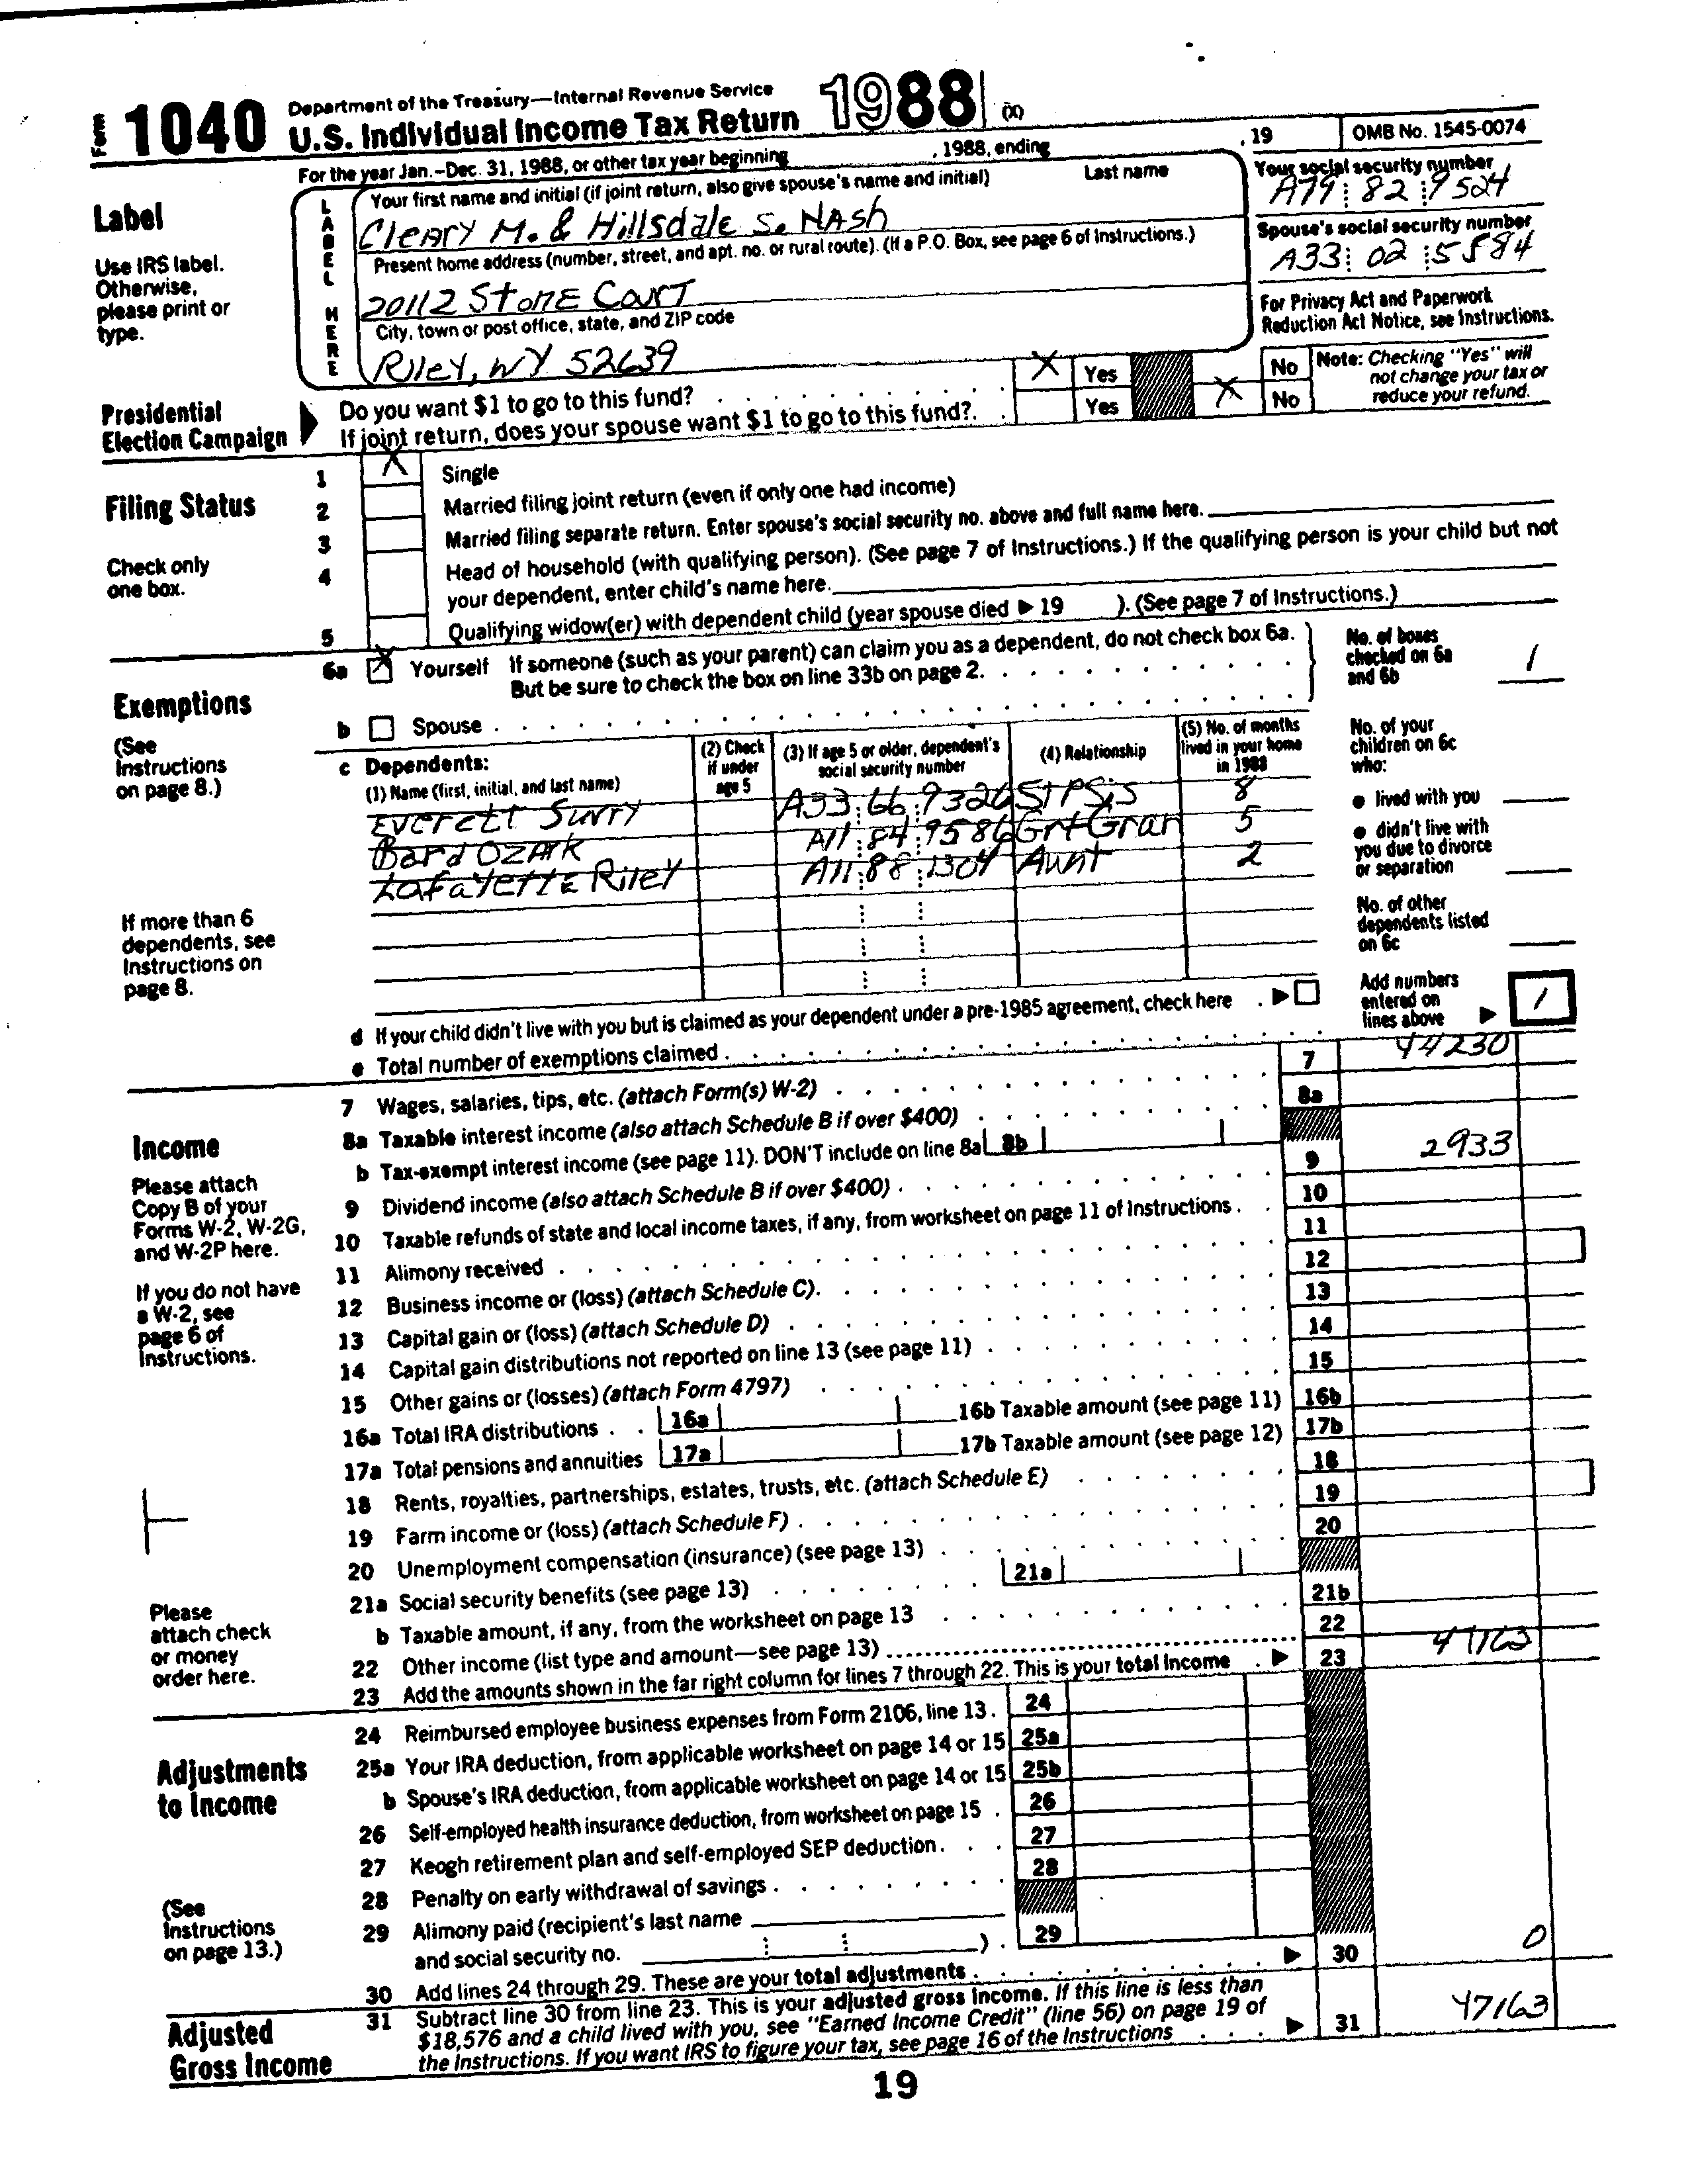 Form 1040 Department of the Treasury—Internal Revenue Service
U.S. Individual Income Tax Return 1988 (X)
For the year Jan.–Dec. 31, 1988, or other tax year beginning , 1988, ending , 19 OMB No. 1545-0074
Label
Use IRS label.
Otherwise,
please print or
type.
LABEL HERE
Your first name and initial (if joint return, also give spouse's name and initial) Last name
Cleary M. & Hillsdale S. Nash
Present home address (number, street, and apt. no. or rural route). (If a P.O. Box, see page 6 of Instructions.)
20112 Stone Court
City, town or post office, state, and ZIP code
Riley, WY 52639
Your social security number
A79 82 9524
Spouse's social security number
A33 02 5584
For Privacy Act and Paperwork
Reduction Act Notice, see Instructions.
Presidential
Election Campaign
Do you want $1 to go to this fund? X Yes No
If joint return, does your spouse want $1 to go to this fund? Yes X No
Note: Checking "Yes" will
not change your tax or
reduce your refund.
Filing Status
Check only
one box.
1 X Single
2 Married filing joint return (even if only one had income)
3 Married filing separate return. Enter spouse's social security no. above and full name here.
4 Head of household (with qualifying person). (See page 7 of Instructions.) If the qualifying person is your child but not
your dependent, enter child's name here.
5 Qualifying widow(er) with dependent child (year spouse died ▶ 19 ). (See page 7 of Instructions.)
Exemptions
(See
Instructions
on page 8.)
If more than 6
dependents, see
Instructions on
page 8.
6a X Yourself If someone (such as your parent) can claim you as a dependent, do not check box 6a.
But be sure to check the box on line 33b on page 2.
b Spouse
No. of boxes
checked on 6a
and 6b 1
c Dependents:
(1) Name (first, initial, and last name)
(2) Check
if under
age 5
(3) If age 5 or older, dependent's
social security number
(4) Relationship
(5) No. of months
lived in your home
in 1988
Everett Surry A33 66 9326 StPSis 8
Bard Ozark A11 84 9586 GrtGran 5
Lafayette Riley A11 88 1304 Aunt 2
No. of your
children on 6c
who:
● lived with you
● didn't live with
you due to divorce
or separation
No. of other
dependents listed
on 6c
d If your child didn't live with you but is claimed as your dependent under a pre-1985 agreement, check here ▶
e Total number of exemptions claimed
Add numbers
entered on
lines above ▶ 1
Income
Please attach
Copy B of your
Forms W-2, W-2G,
and W-2P here.
If you do not have
a W-2, see
page 6 of
Instructions.
Please
attach check
or money
order here.
7 Wages, salaries, tips, etc. (attach Form(s) W-2) 7 44230
8a Taxable interest income (also attach Schedule B if over $400) 8a
b Tax-exempt interest income (see page 11). DON'T include on line 8a 8b
9 Dividend income (also attach Schedule B if over $400) 9 2933
10 Taxable refunds of state and local income taxes, if any, from worksheet on page 11 of Instructions 10
11 Alimony received 11
12 Business income or (loss) (attach Schedule C) 12
13 Capital gain or (loss) (attach Schedule D) 13
14 Capital gain distributions not reported on line 13 (see page 11) 14
15 Other gains or (losses) (attach Form 4797) 15
16a Total IRA distributions 16a 16b Taxable amount (see page 11) 16b
17a Total pensions and annuities 17a 17b Taxable amount (see page 12) 17b
18 Rents, royalties, partnerships, estates, trusts, etc. (attach Schedule E) 18
19 Farm income or (loss) (attach Schedule F) 19
20 Unemployment compensation (insurance) (see page 13) 20
21a Social security benefits (see page 13) 21a
b Taxable amount, if any, from the worksheet on page 13 21b
22 Other income (list type and amount—see page 13) 22
23 Add the amounts shown in the far right column for lines 7 through 22. This is your total income ▶ 23 47163
Adjustments
to Income
(See
Instructions
on page 13.)
24 Reimbursed employee business expenses from Form 2106, line 13 24
25a Your IRA deduction, from applicable worksheet on page 14 or 15 25a
b Spouse's IRA deduction, from applicable worksheet on page 14 or 15 25b
26 Self-employed health insurance deduction, from worksheet on page 15 26
27 Keogh retirement plan and self-employed SEP deduction 27
28 Penalty on early withdrawal of savings 28
29 Alimony paid (recipient's last name
and social security no. ) 29
30 Add lines 24 through 29. These are your total adjustments ▶ 30 0
Adjusted
Gross Income
31 Subtract line 30 from line 23. This is your adjusted gross income. If this line is less than
$18,576 and a child lived with you, see "Earned Income Credit" (line 56) on page 19 of
the Instructions. If you want IRS to figure your tax, see page 16 of the Instructions ▶ 31 47163
19